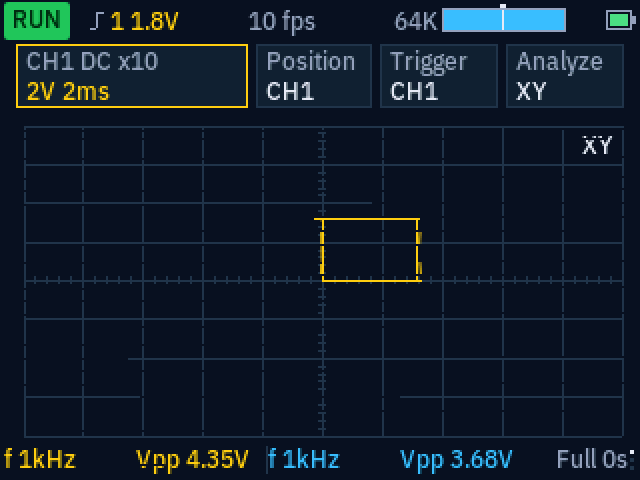 RUN 1 1.8V 10 fps 64K
CH1 DC x10 Position Trigger Analyze
2V 2ms CH1 CH1 XY
XY
f 1kHz Vpp 4.35V f 1kHz Vpp 3.68V Full 0s